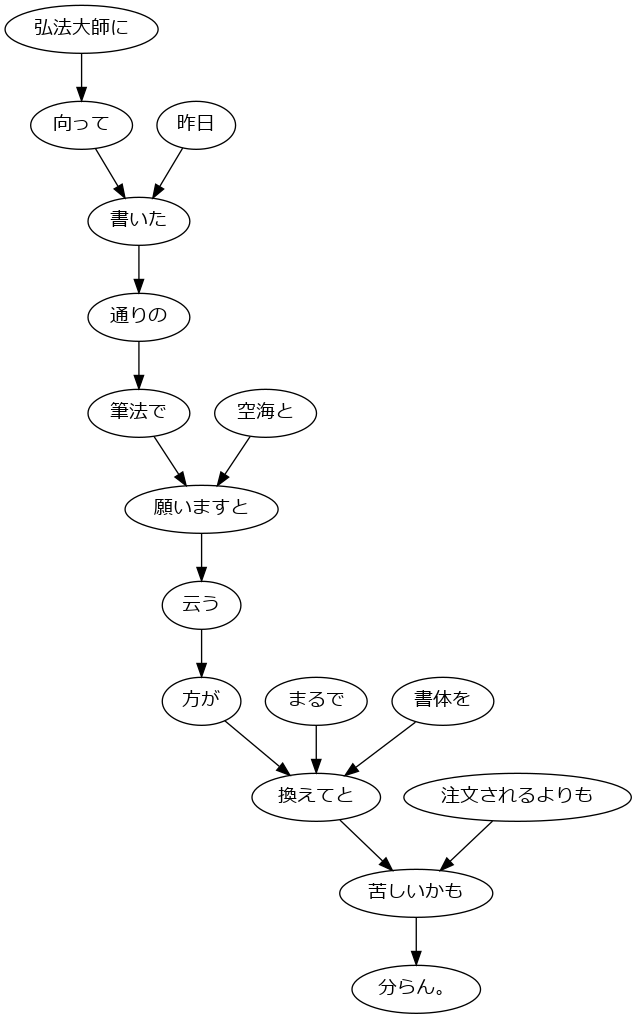 弘法大師に
向って
昨日
書いた
通りの
筆法で
空海と
願いますと
云う
方が
まるで
書体を
換えてと
注文されるよりも
苦しいかも
分らん。